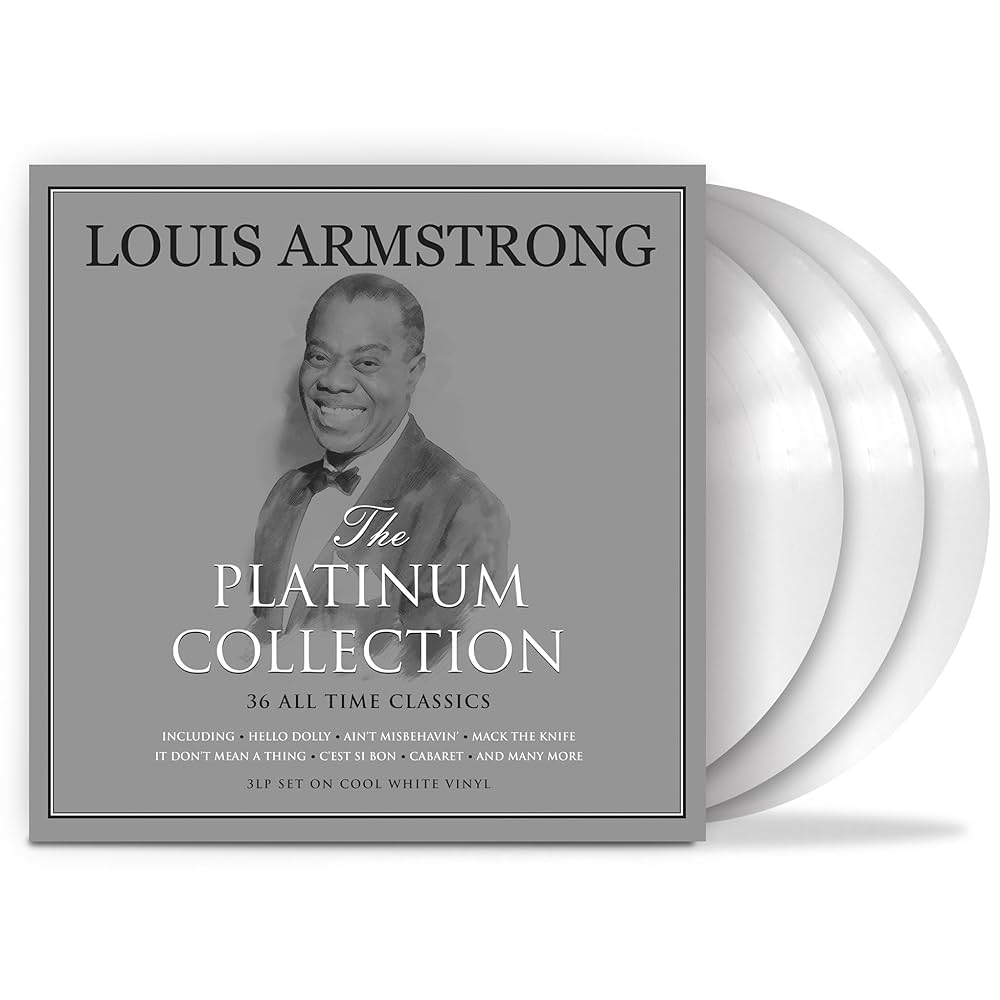 LOUIS ARMSTRONG
The
PLATINUM
COLLECTION
36 ALL TIME CLASSICS
INCLUDING • HELLO DOLLY • AIN'T MISBEHAVIN' • MACK THE KNIFE
IT DON'T MEAN A THING • C'EST SI BON • CABARET • AND MANY MORE
3LP SET ON COOL WHITE VINYL